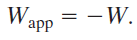 W_app = −W.